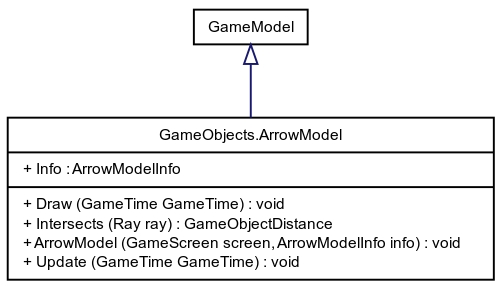 GameModel
GameObjects.ArrowModel
+ Info : ArrowModelInfo
+ Draw (GameTime GameTime) : void
+ Intersects (Ray ray) : GameObjectDistance
+ ArrowModel (GameScreen screen, ArrowModelInfo info) : void
+ Update (GameTime GameTime) : void